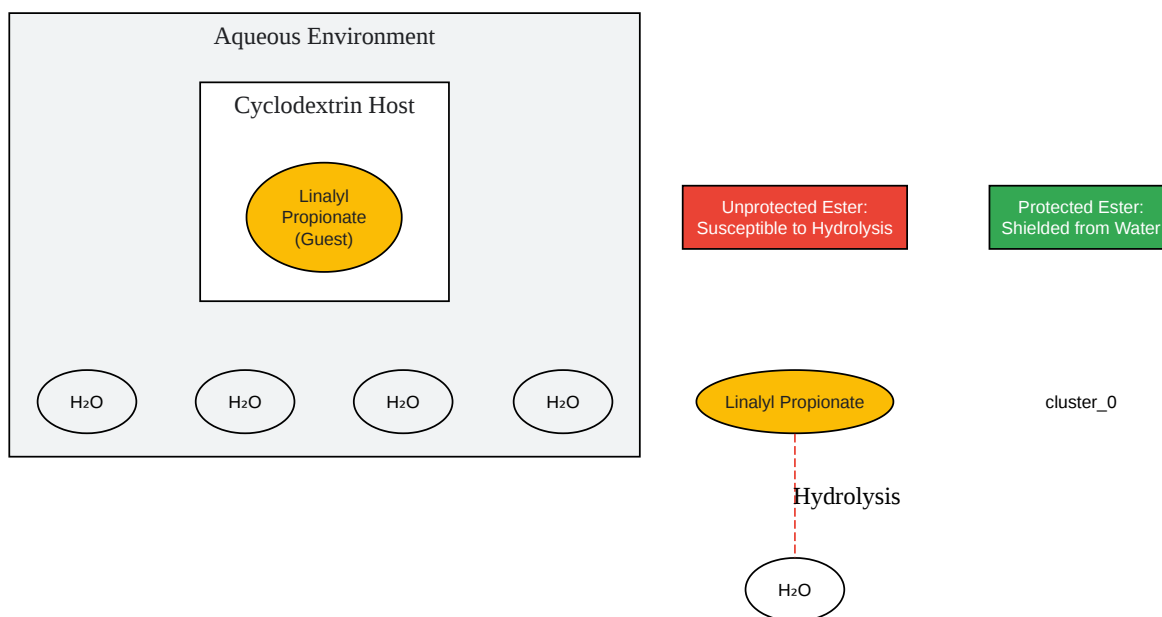 Aqueous Environment
Cyclodextrin Host
Linalyl
Propionate
(Guest)
H₂O
H₂O
H₂O
H₂O
Unprotected Ester:
Susceptible to Hydrolysis
Protected Ester:
Shielded from Water
Linalyl Propionate
cluster_0
Hydrolysis
H₂O